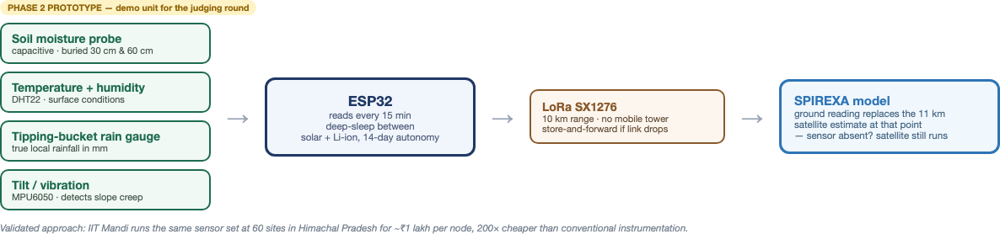 PHASE 2 PROTOTYPE — demo unit for the judging round
Soil moisture probe
capacitive · buried 30 cm & 60 cm
Temperature + humidity
DHT22 · surface conditions
Tipping-bucket rain gauge
true local rainfall in mm
Tilt / vibration
MPU6050 · detects slope creep
→
ESP32
reads every 15 min
deep-sleep between
solar + Li-ion, 14-day autonomy
→
LoRa SX1276
10 km range · no mobile tower
store-and-forward if link drops
→
SPIREXA model
ground reading replaces the 11 km
satellite estimate at that point
— sensor absent? satellite still runs
Validated approach: IIT Mandi runs the same sensor set at 60 sites in Himachal Pradesh for ~₹1 lakh per node, 200× cheaper than conventional instrumentation.